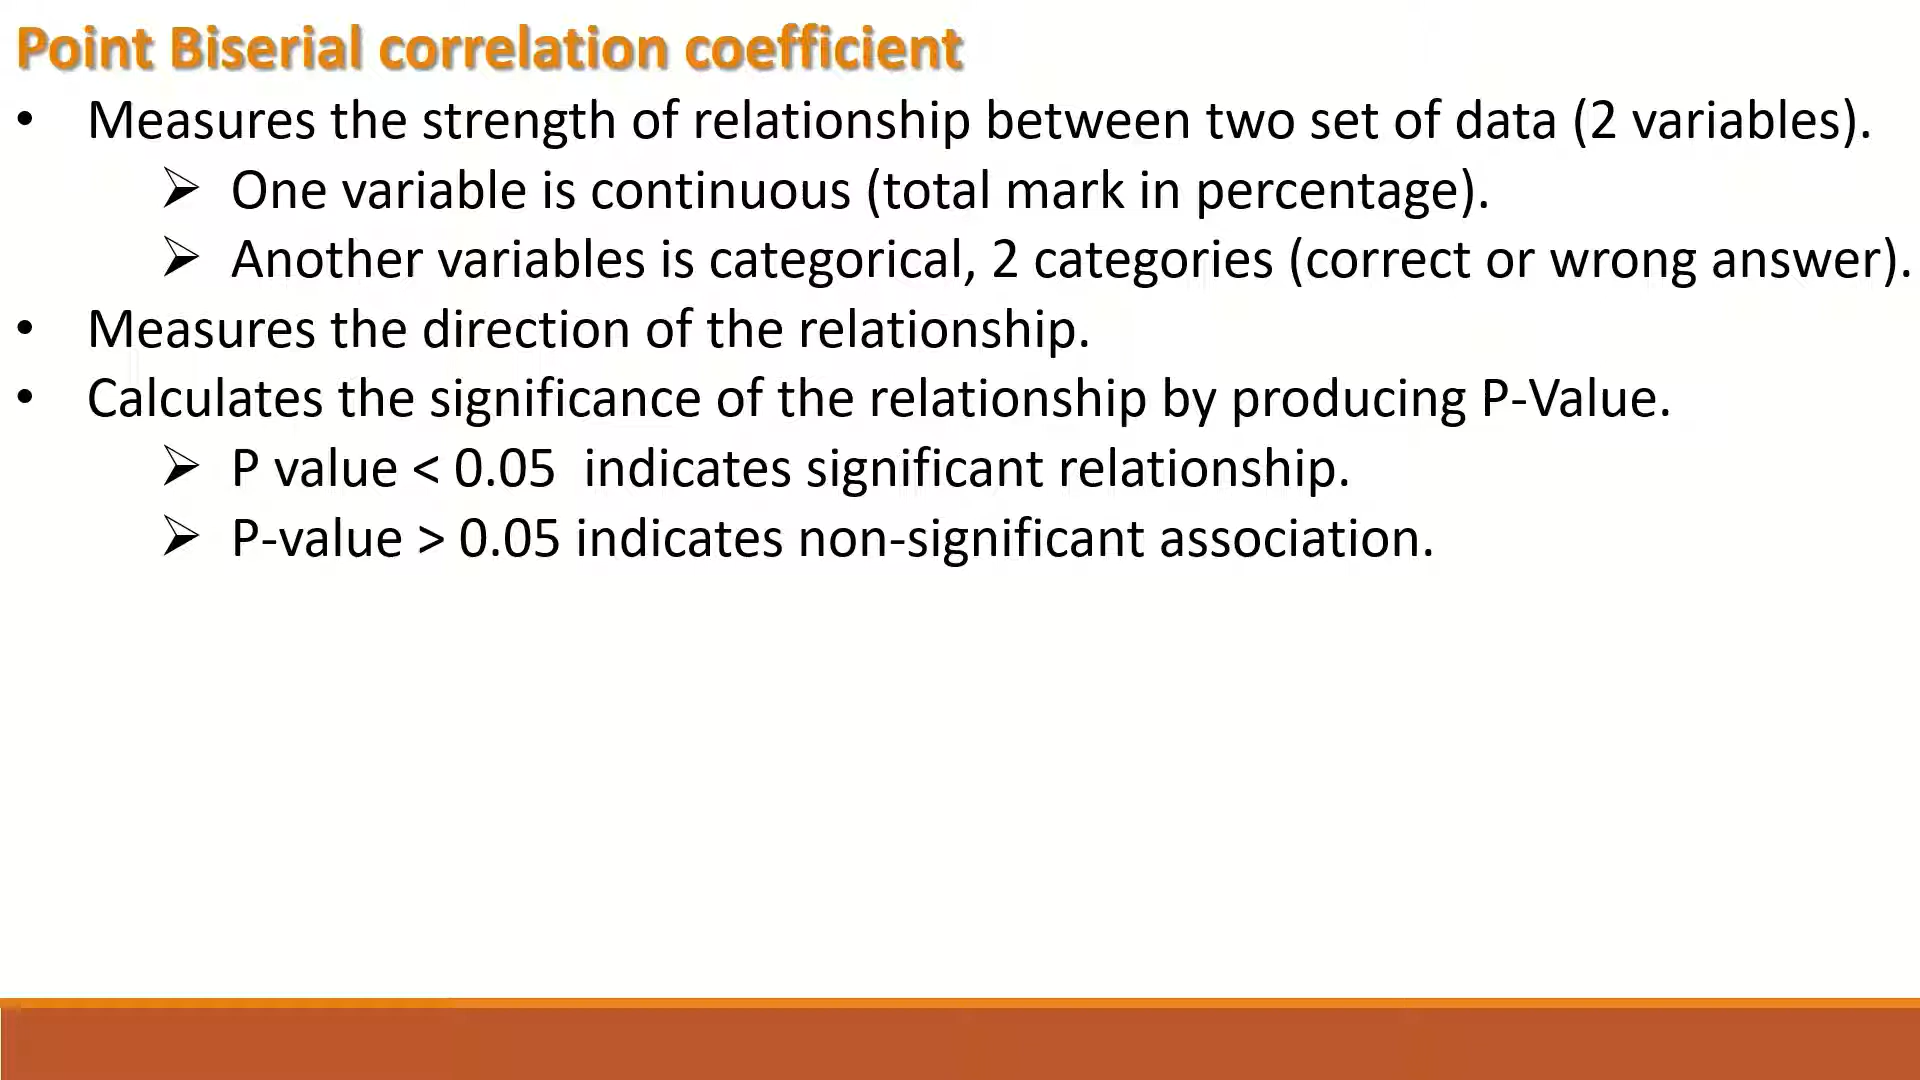 Point Biserial correlation coefficient
• Measures the strength of relationship between two set of data (2 variables).
➢ One variable is continuous (total mark in percentage).
➢ Another variables is categorical, 2 categories (correct or wrong answer).
• Measures the direction of the relationship.
• Calculates the significance of the relationship by producing P-Value.
➢ P value < 0.05  indicates significant relationship.
➢ P-value > 0.05 indicates non-significant association.